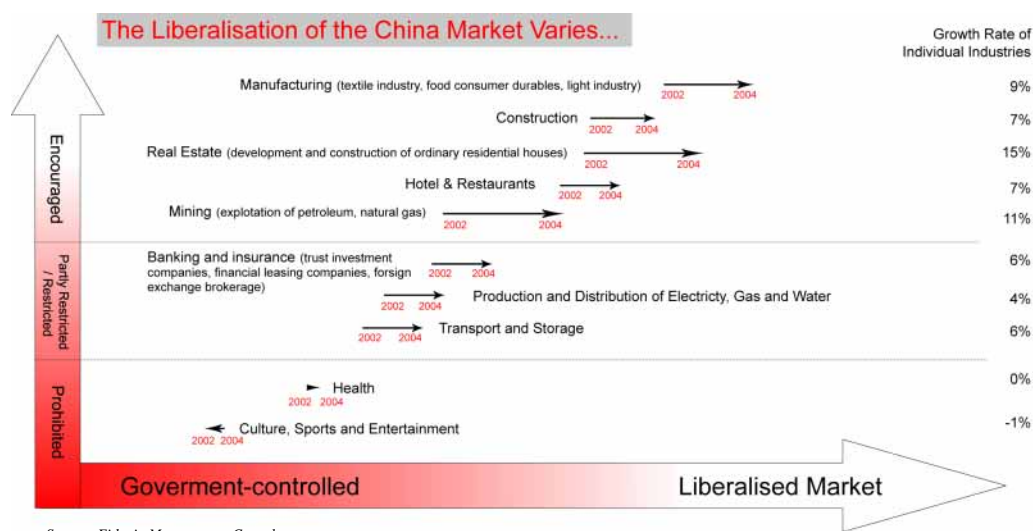 The Liberalisation of the China Market Varies...
Growth Rate of
Individual Industries
Manufacturing (textile industry, food consumer durables, light industry)
2002 2004
9%
Construction
2002 2004
7%
Real Estate (development and construction of ordinary residential houses)
2002 2004
15%
Hotel & Restaurants
2002 2004
7%
Mining (explotation of petroleum, natural gas)
2002 2004
11%
Encouraged
Banking and insurance (trust investment
companies, financial leasing companies, forsign
exchange brokerage)
2002 2004
6%
Production and Distribution of Electricty, Gas and Water
2002 2004
4%
Transport and Storage
2002 2004
6%
Partly Restricted
/ Restricted
Health
2002 2004
0%
Culture, Sports and Entertainment
2002 2004
-1%
Prohibited
Goverment-controlled
Liberalised Market